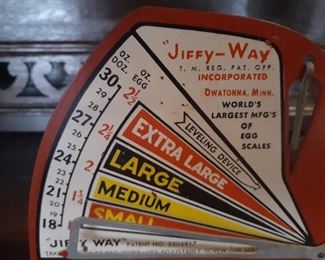 "JIFFY-WAY"
T. M. REG. PAT. OFF.
INCORPORATED
OWATONNA, MINN.
WORLD'S
LARGEST MFG'S
OF
EGG
SCALES
LEVELING DEVICE
OZ. DOZ.
OZ. EGG
30 2½
29
28
27 2¼
26
25
24 2
23
22
21 1¾
20
19
18
EXTRA LARGE
LARGE
MEDIUM
SMALL
"JIFFY WAY" PATENT NO. 2205917